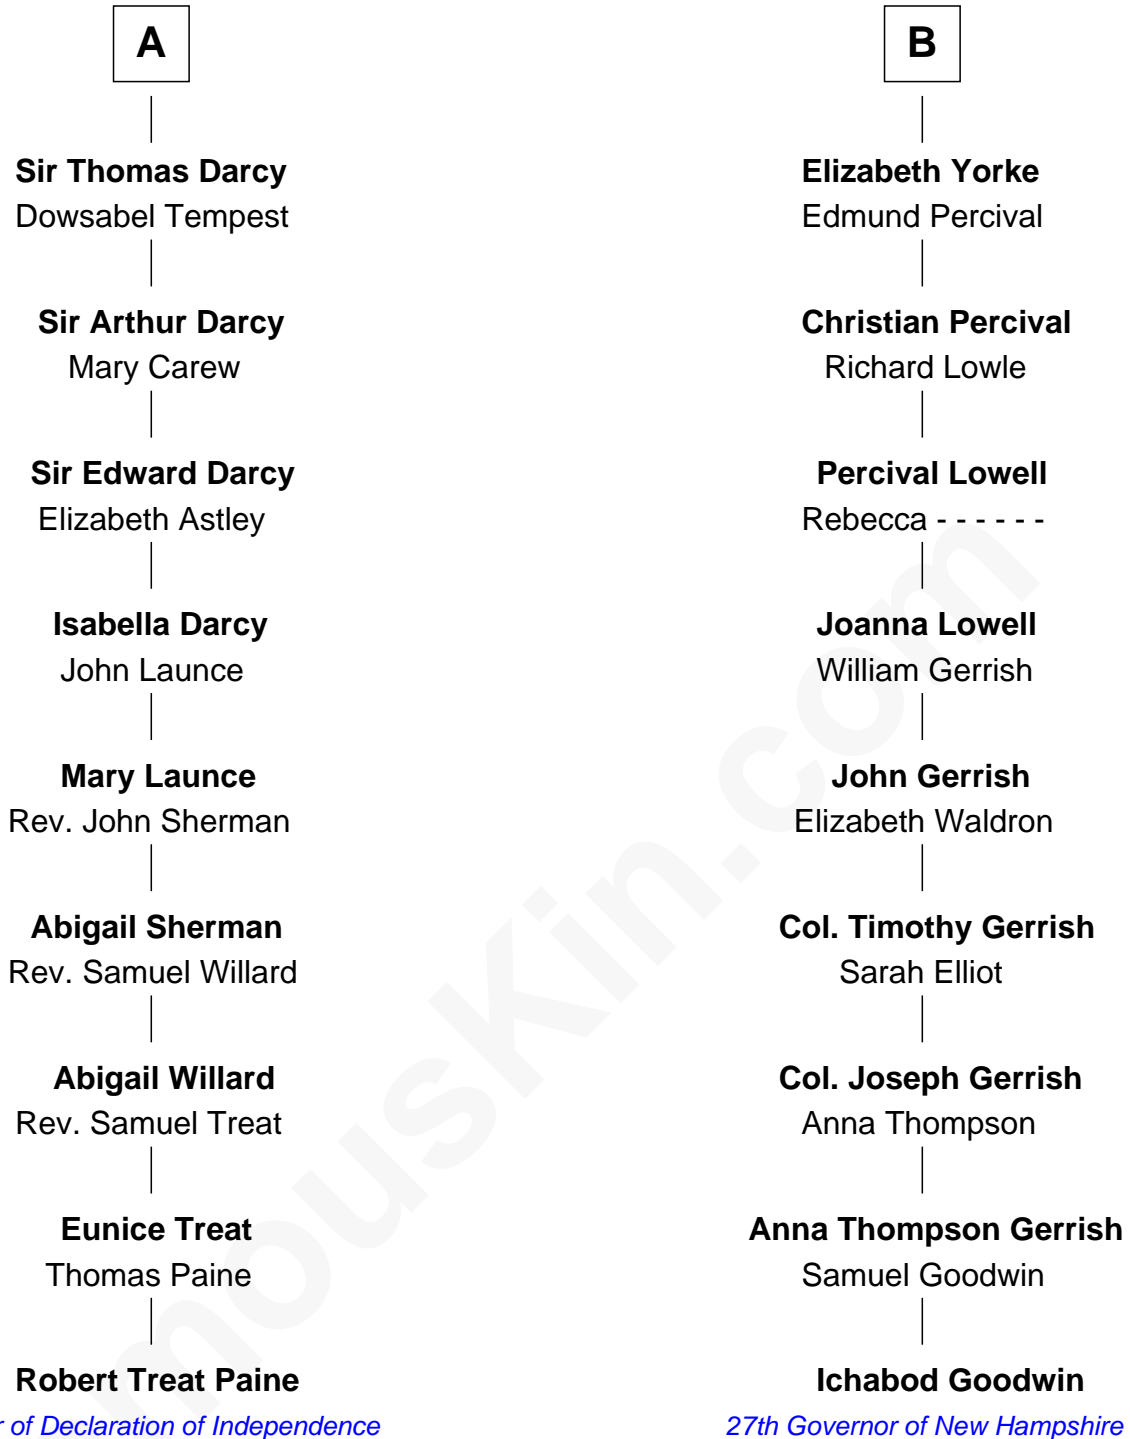 A
Sir Thomas Darcy
Dowsabel Tempest
Sir Arthur Darcy
Mary Carew
Sir Edward Darcy
Elizabeth Astley
Isabella Darcy
John Launce
Mary Launce
Rev. John Sherman
Abigail Sherman
Rev. Samuel Willard
Abigail Willard
Rev. Samuel Treat
Eunice Treat
Thomas Paine
Robert Treat Paine
r of Declaration of Independence
B
Elizabeth Yorke
Edmund Percival
Christian Percival
Richard Lowle
Percival Lowell
Rebecca - - - - - -
Joanna Lowell
William Gerrish
John Gerrish
Elizabeth Waldron
Col. Timothy Gerrish
Sarah Elliot
Col. Joseph Gerrish
Anna Thompson
Anna Thompson Gerrish
Samuel Goodwin
Ichabod Goodwin
27th Governor of New Hampshire
mouskin.com